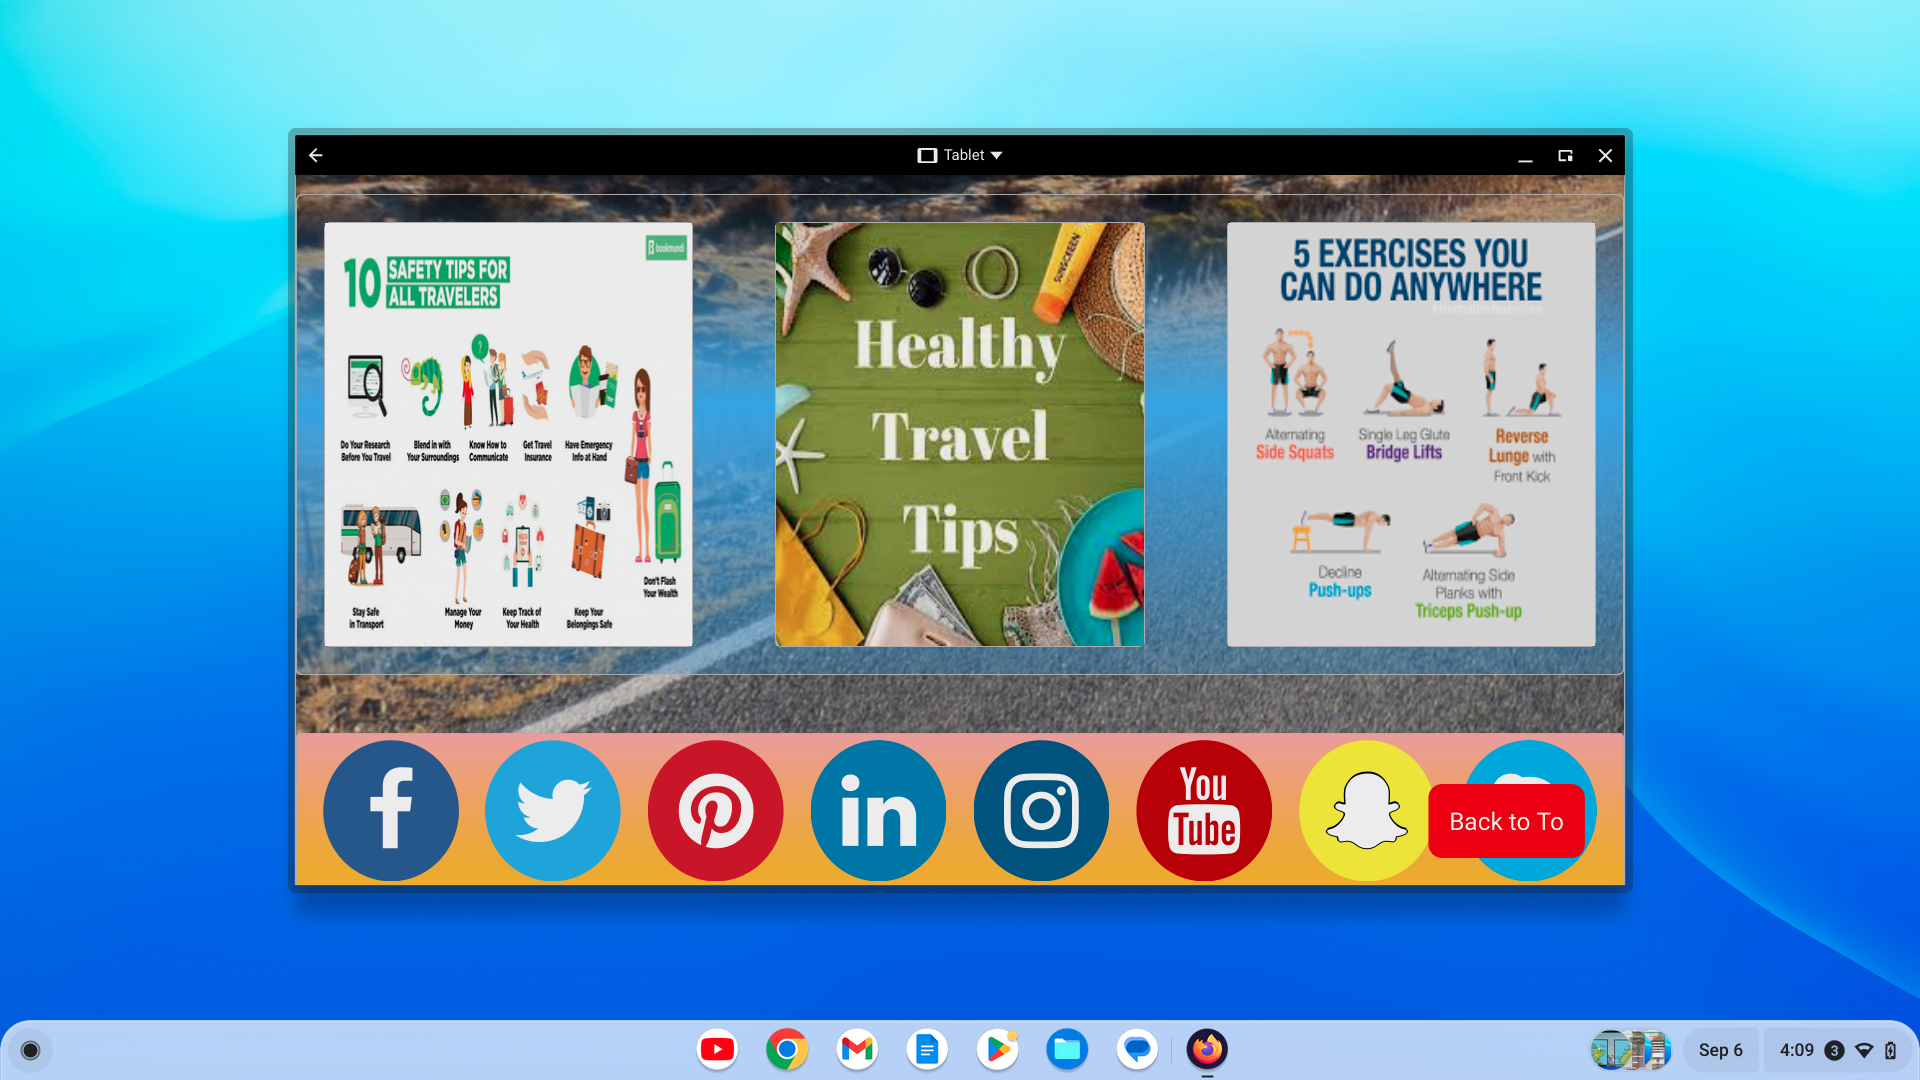 Tablet
bookmundi
10 SAFETY TIPS FOR
ALL TRAVELERS
Do Your Research
Before You Travel
Blend in with
Your Surroundings
Know How to
Communicate
Get Travel
Insurance
Have Emergency
Info at Hand
Stay Safe
in Transport
Manage Your
Money
Keep Track of
Your Health
Keep Your
Belongings Safe
Don't Flash
Your Wealth
SUNSCREEN
Healthy
Travel
Tips
5 EXERCISES YOU
CAN DO ANYWHERE
Alternating
Side Squats
Single Leg Glute
Bridge Lifts
Reverse
Lunge with
Front Kick
Decline
Push-ups
Alternating Side
Planks with
Triceps Push-up
You
Tube
Back to To
Sep 6
4:09
3